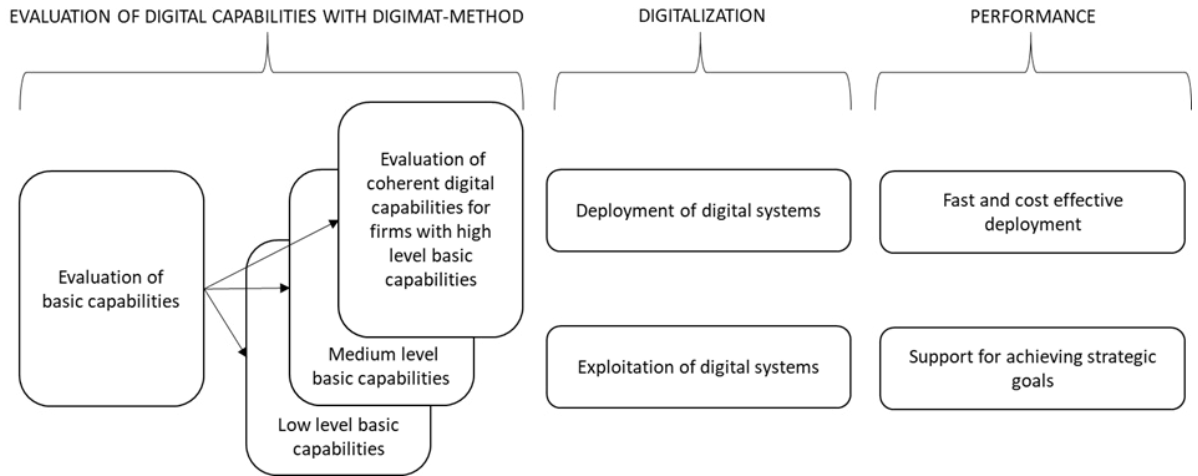 EVALUATION OF DIGITAL CAPABILITIES WITH DIGIMAT-METHOD
DIGITALIZATION
PERFORMANCE
Evaluation of
basic capabilities
Evaluation of
coherent digital
capabilities for
firms with high
level basic
capabilities
Medium level
basic capabilities
Low level basic
capabilities
Deployment of digital systems
Exploitation of digital systems
Fast and cost effective
deployment
Support for achieving strategic
goals